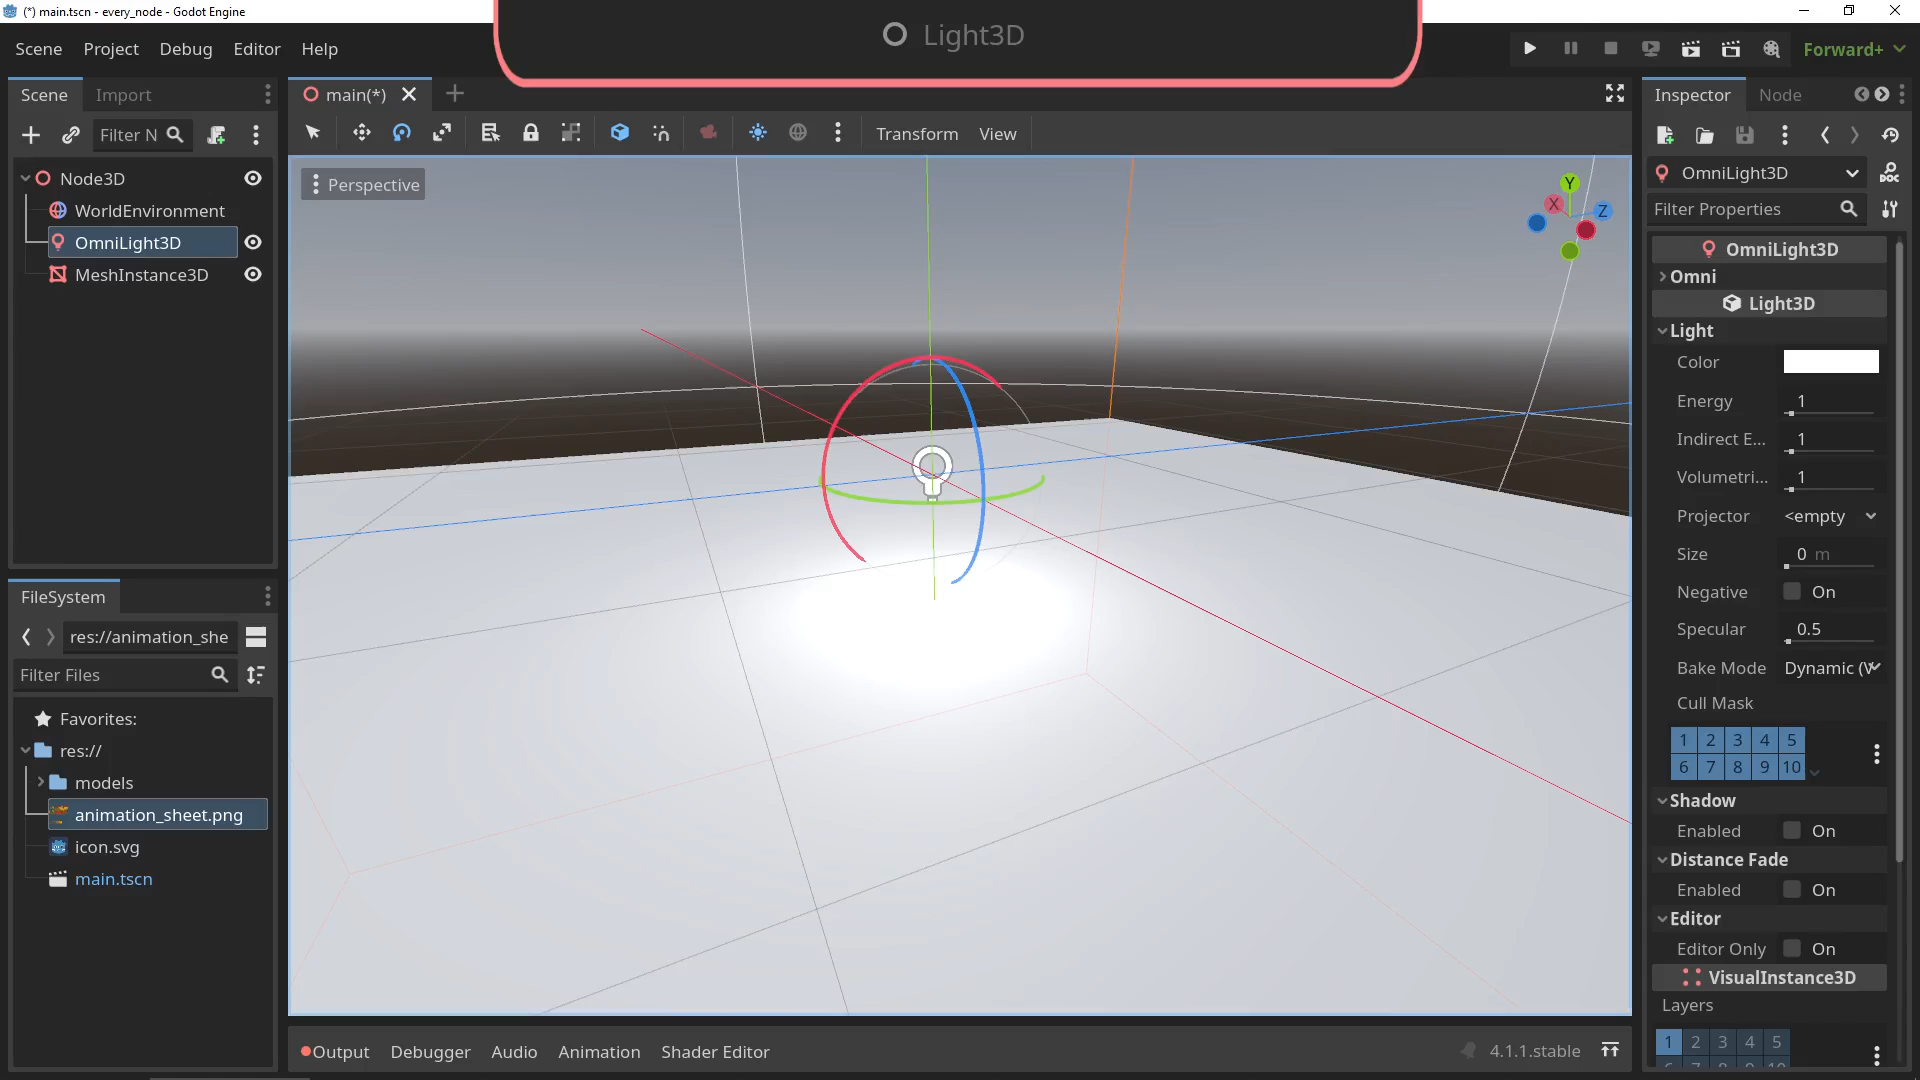 (*) main.tscn - every_node - Godot Engine
Light3D
Scene Project Debug Editor Help
Forward+
Scene Import
Filter N
Node3D
WorldEnvironment
OmniLight3D
MeshInstance3D
FileSystem
res://animation_she
Filter Files
Favorites:
res://
models
animation_sheet.png
icon.svg
main.tscn
main(*)
Transform View
Perspective
Y
X
Z
Output Debugger Audio Animation Shader Editor
4.1.1.stable
Inspector Node
OmniLight3D
DOC
Filter Properties
OmniLight3D
Omni
Light3D
Light
Color
Energy 1
Indirect E... 1
Volumetri... 1
Projector <empty
Size 0 m
Negative On
Specular 0.5
Bake Mode Dynamic (V
Cull Mask
1 2 3 4 5
6 7 8 9 10
Shadow
Enabled On
Distance Fade
Enabled On
Editor
Editor Only On
VisualInstance3D
Layers
1 2 3 4 5